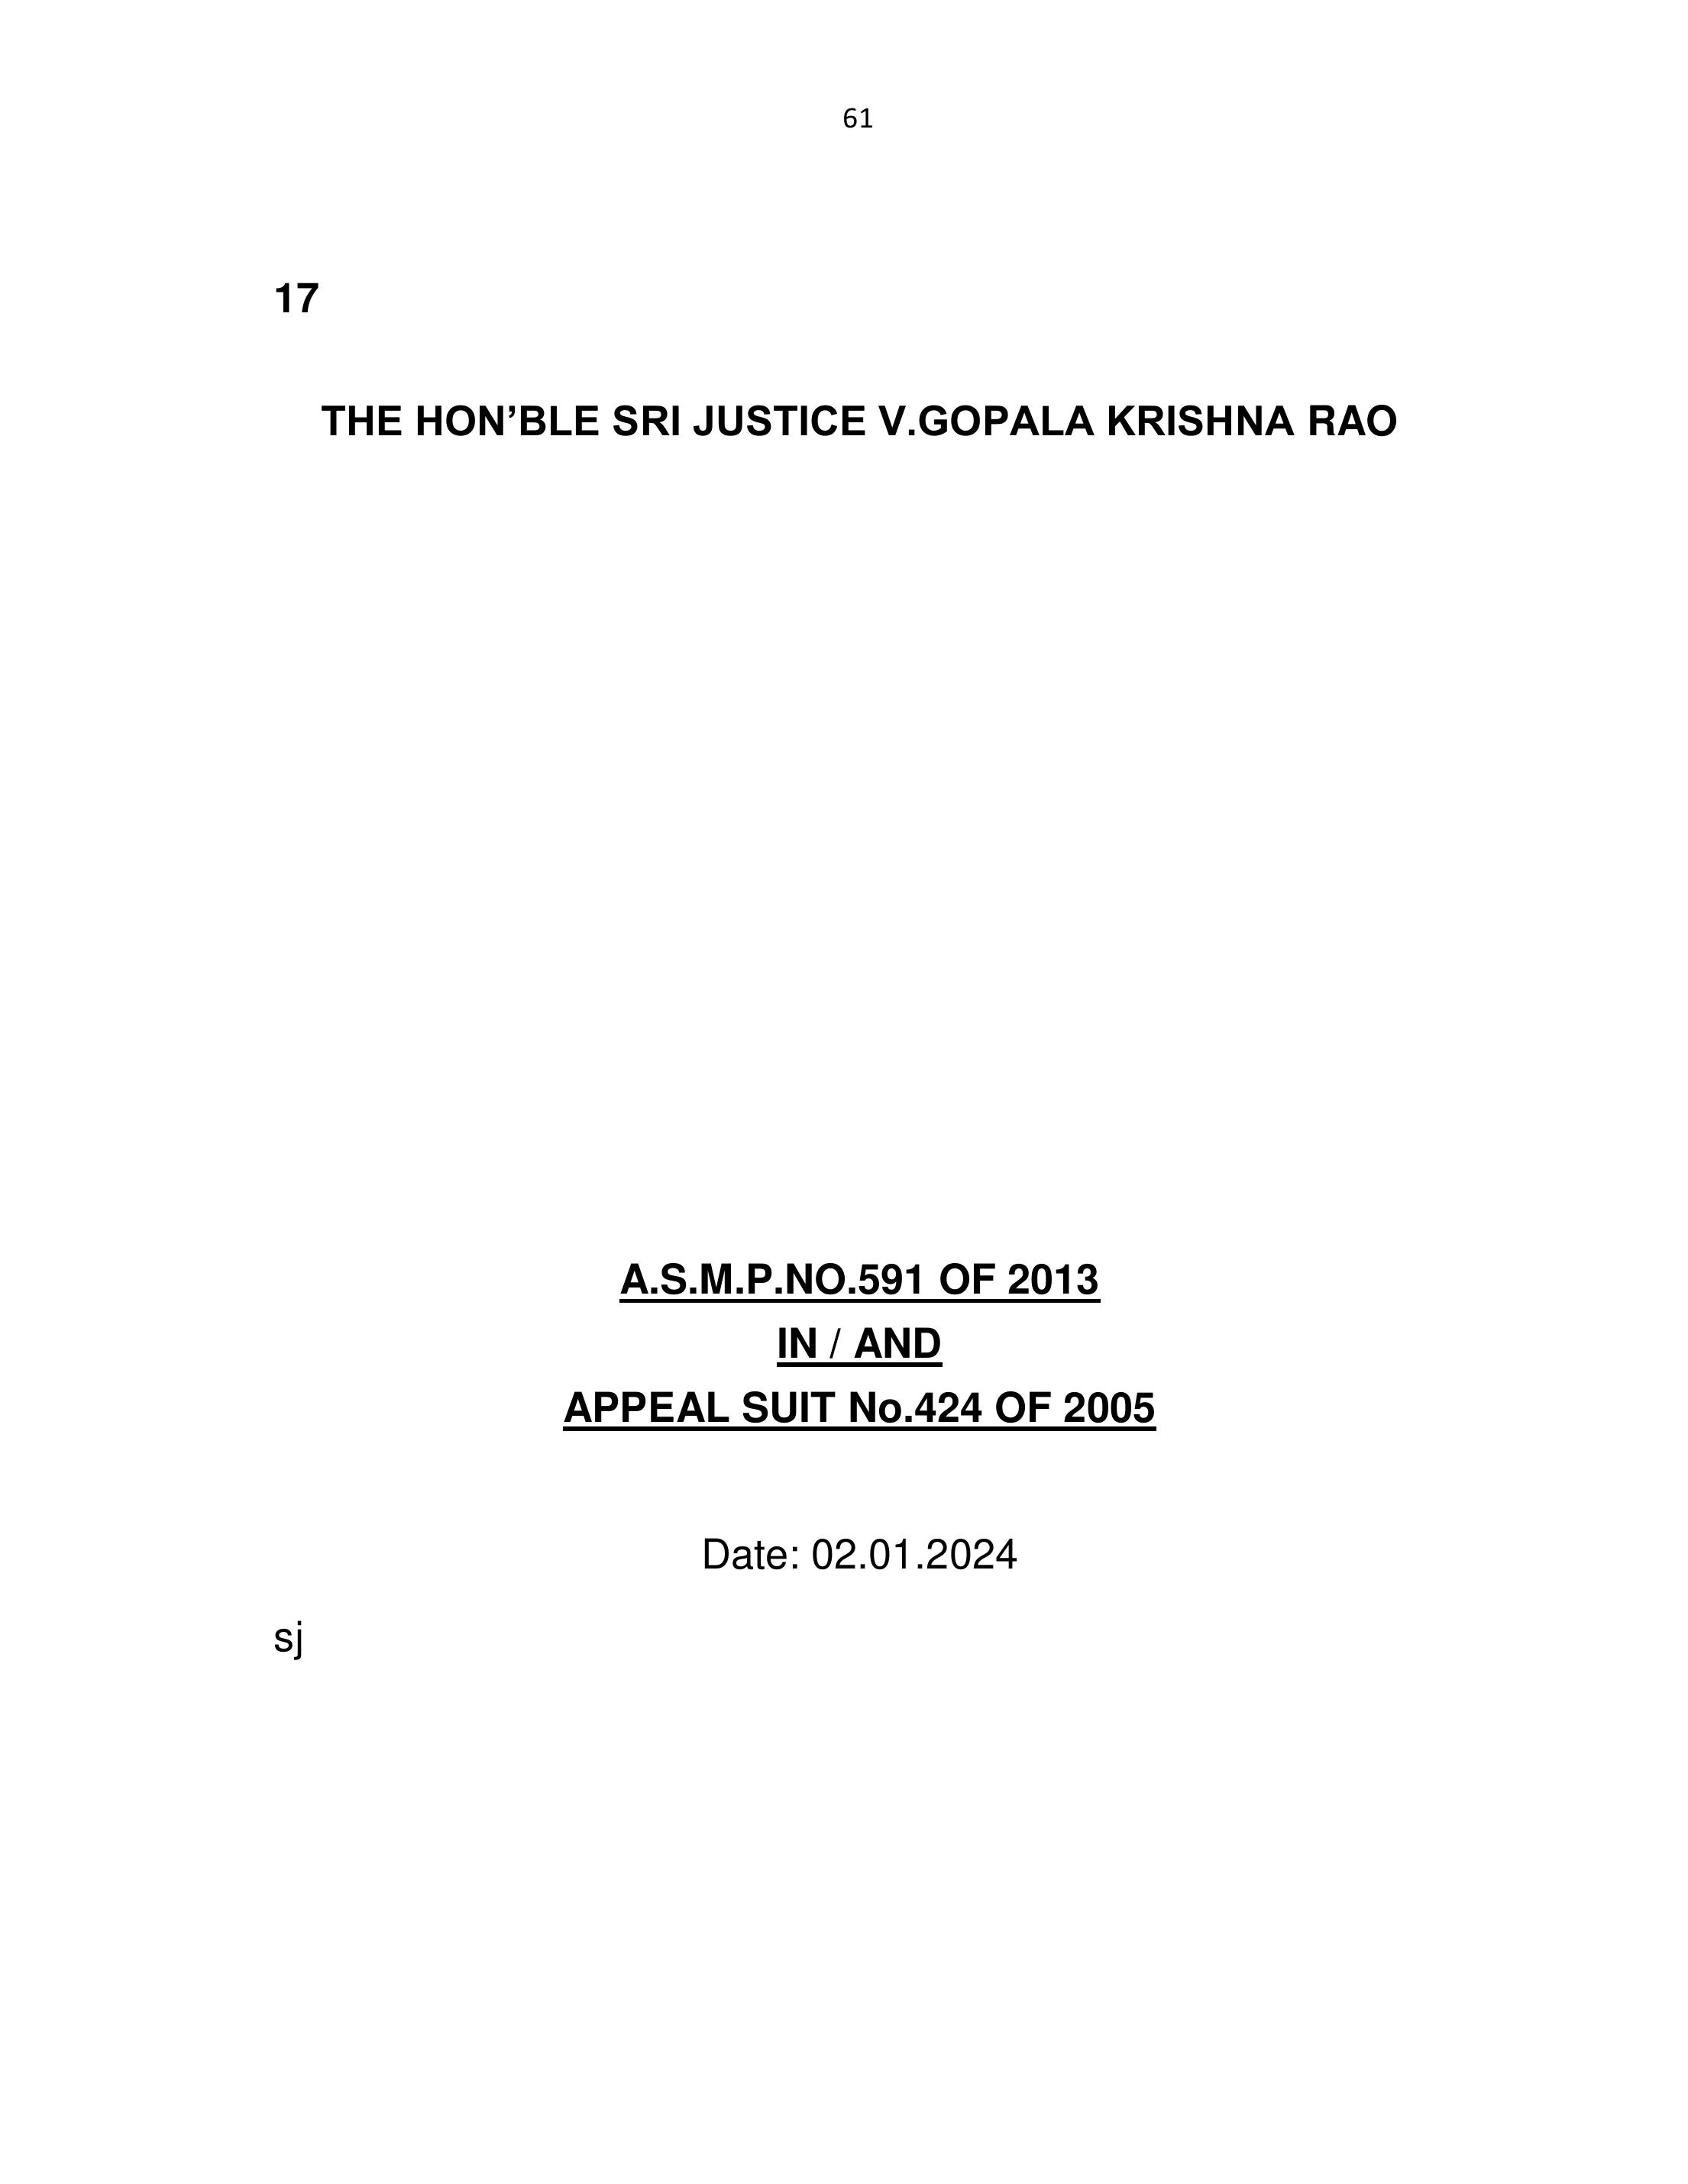 61
17
THE HON’BLE SRI JUSTICE V.GOPALA KRISHNA RAO
A.S.M.P.NO.591 OF 2013
IN / AND
APPEAL SUIT No.424 OF 2005
Date: 02.01.2024
sj